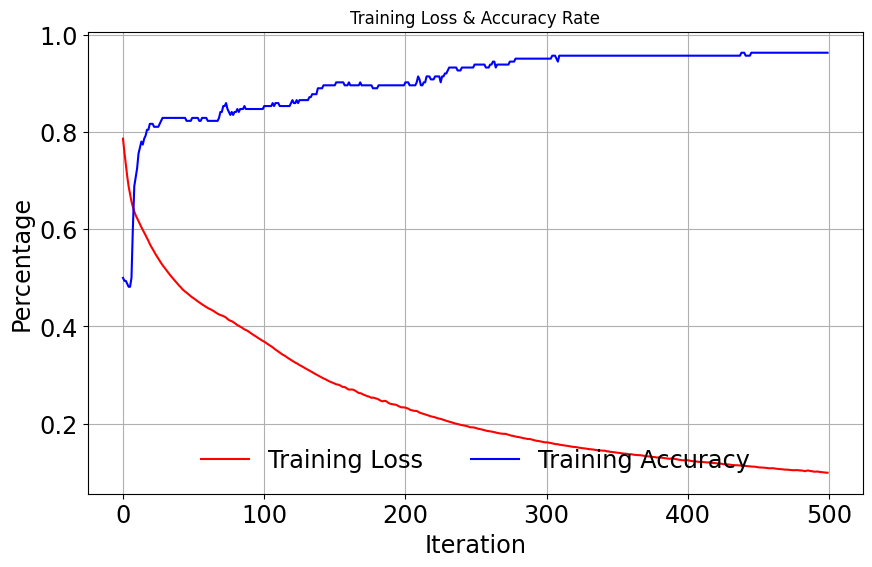 Training Loss & Accuracy Rate
1.0
0.8
0.6
0.4
0.2
Percentage
Training Loss
Training Accuracy
0 100 200 300 400 500
Iteration